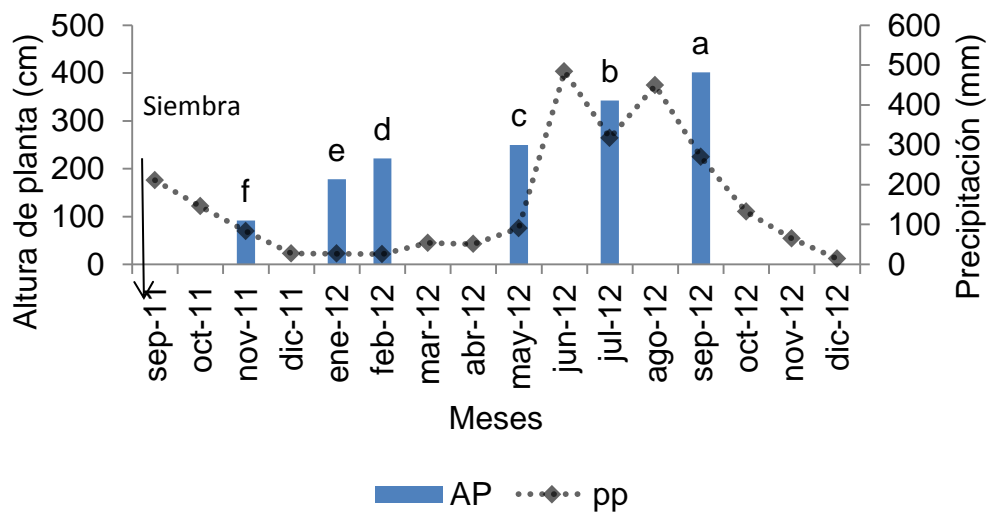 Altura de planta (cm)
500
400
300
200
100
0
Siembra
f
e
d
c
b
a
600
500
400
300
200
100
0
Precipitación (mm)
sep-11
oct-11
nov-11
dic-11
ene-12
feb-12
mar-12
abr-12
may-12
jun-12
jul-12
ago-12
sep-12
oct-12
nov-12
dic-12
Meses
AP
pp